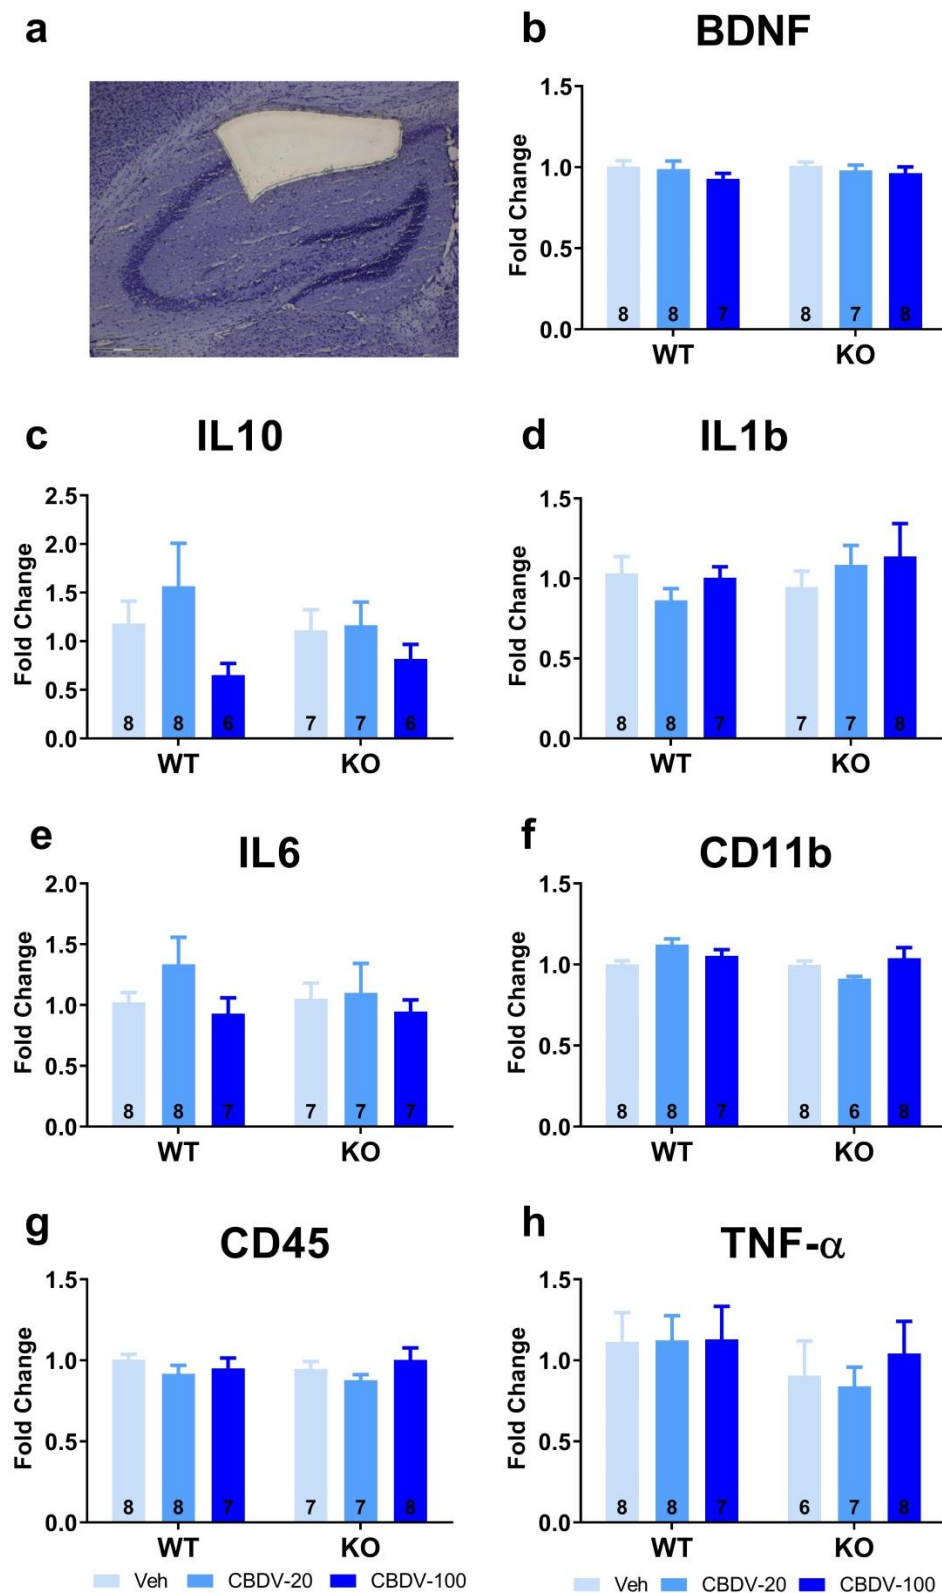 a
b
BDNF
Fold Change
1.5
1.0
0.5
0.0
8 8 7 8 7 8
WT KO
c
IL10
Fold Change
2.5
2.0
1.5
1.0
0.5
0.0
8 8 6 7 7 6
WT KO
d
IL1b
Fold Change
1.5
1.0
0.5
0.0
8 8 7 7 7 8
WT KO
e
IL6
Fold Change
2.0
1.5
1.0
0.5
0.0
8 8 7 7 7 7
WT KO
f
CD11b
Fold Change
1.5
1.0
0.5
0.0
8 8 7 8 6 8
WT KO
g
CD45
Fold Change
1.5
1.0
0.5
0.0
8 8 7 7 7 8
WT KO
Veh CBDV-20 CBDV-100
h
TNF-α
Fold Change
1.5
1.0
0.5
0.0
8 8 7 6 7 8
WT KO
Veh CBDV-20 CBDV-100